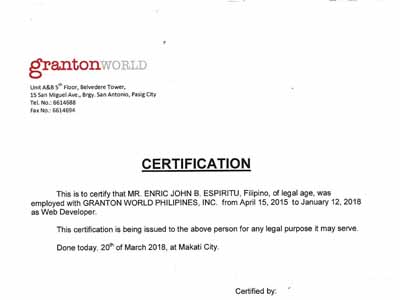 grantonWORLD
Unit A&B 5th Floor, Belvedere Tower,
15 San Miguel Ave., Brgy. San Antonio, Pasig City
Tel. No.: 6614688
Fax No.: 6614694
CERTIFICATION
This is to certify that MR. ENRIC JOHN B. ESPIRITU, Filipino, of legal age, was
employed with GRANTON WORLD PHILIPINES, INC. from April 15, 2015 to January 12, 2018
as Web Developer.
This certification is being issued to the above person for any legal purpose it may serve.
Done today, 20th of March 2018, at Makati City.
Certified by: